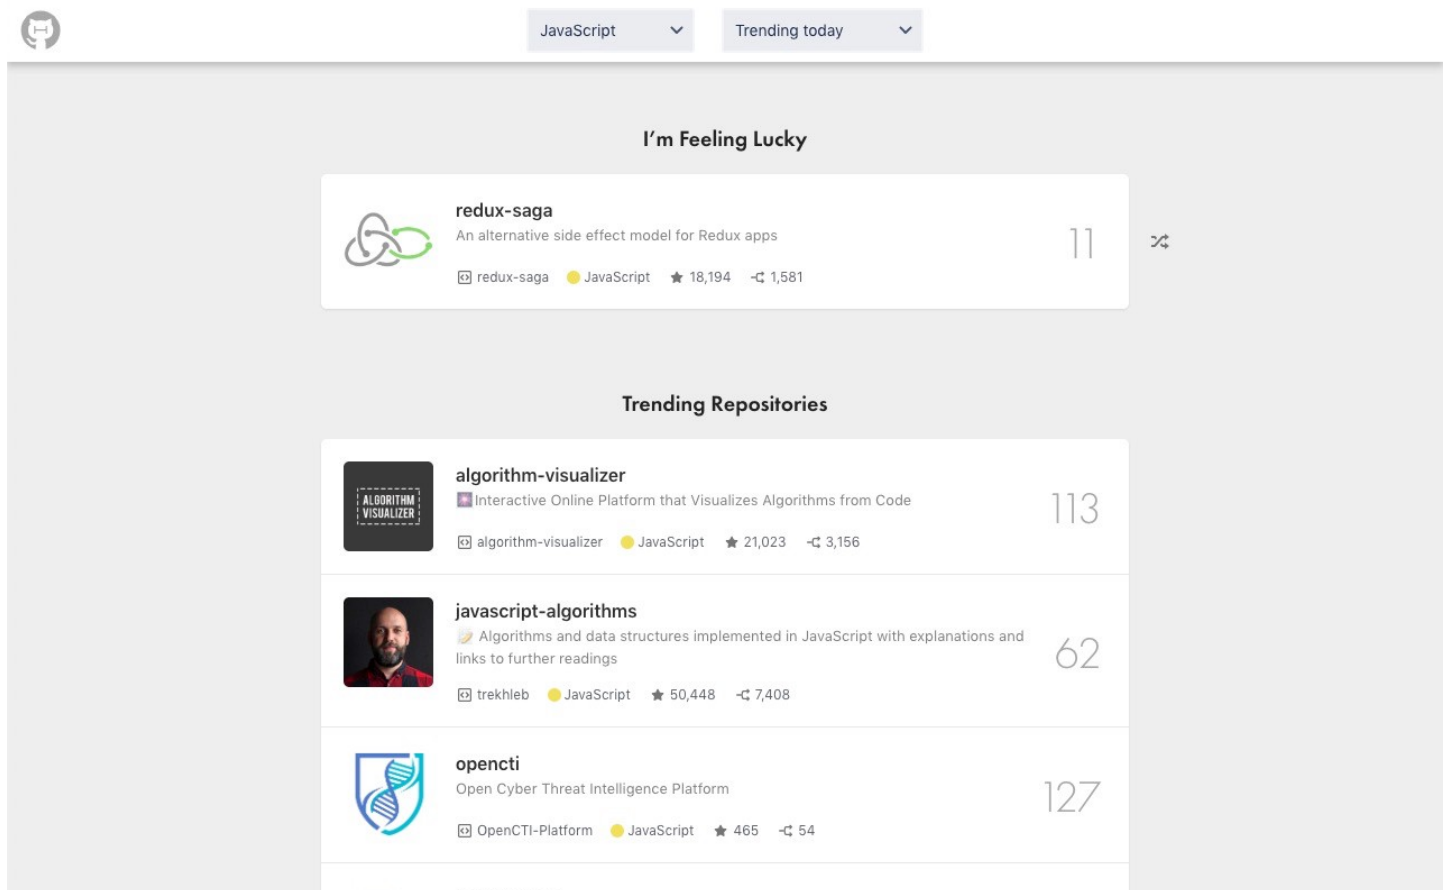 JavaScript
Trending today
I'm Feeling Lucky
redux-saga
An alternative side effect model for Redux apps
11
redux-saga JavaScript 18,194 1,581
Trending Repositories
ALGORITHM
VISUALIZER
algorithm-visualizer
Interactive Online Platform that Visualizes Algorithms from Code
113
algorithm-visualizer JavaScript 21,023 3,156
javascript-algorithms
📝 Algorithms and data structures implemented in JavaScript with explanations and
links to further readings
62
trekhleb JavaScript 50,448 7,408
opencti
Open Cyber Threat Intelligence Platform
127
OpenCTI-Platform JavaScript 465 54